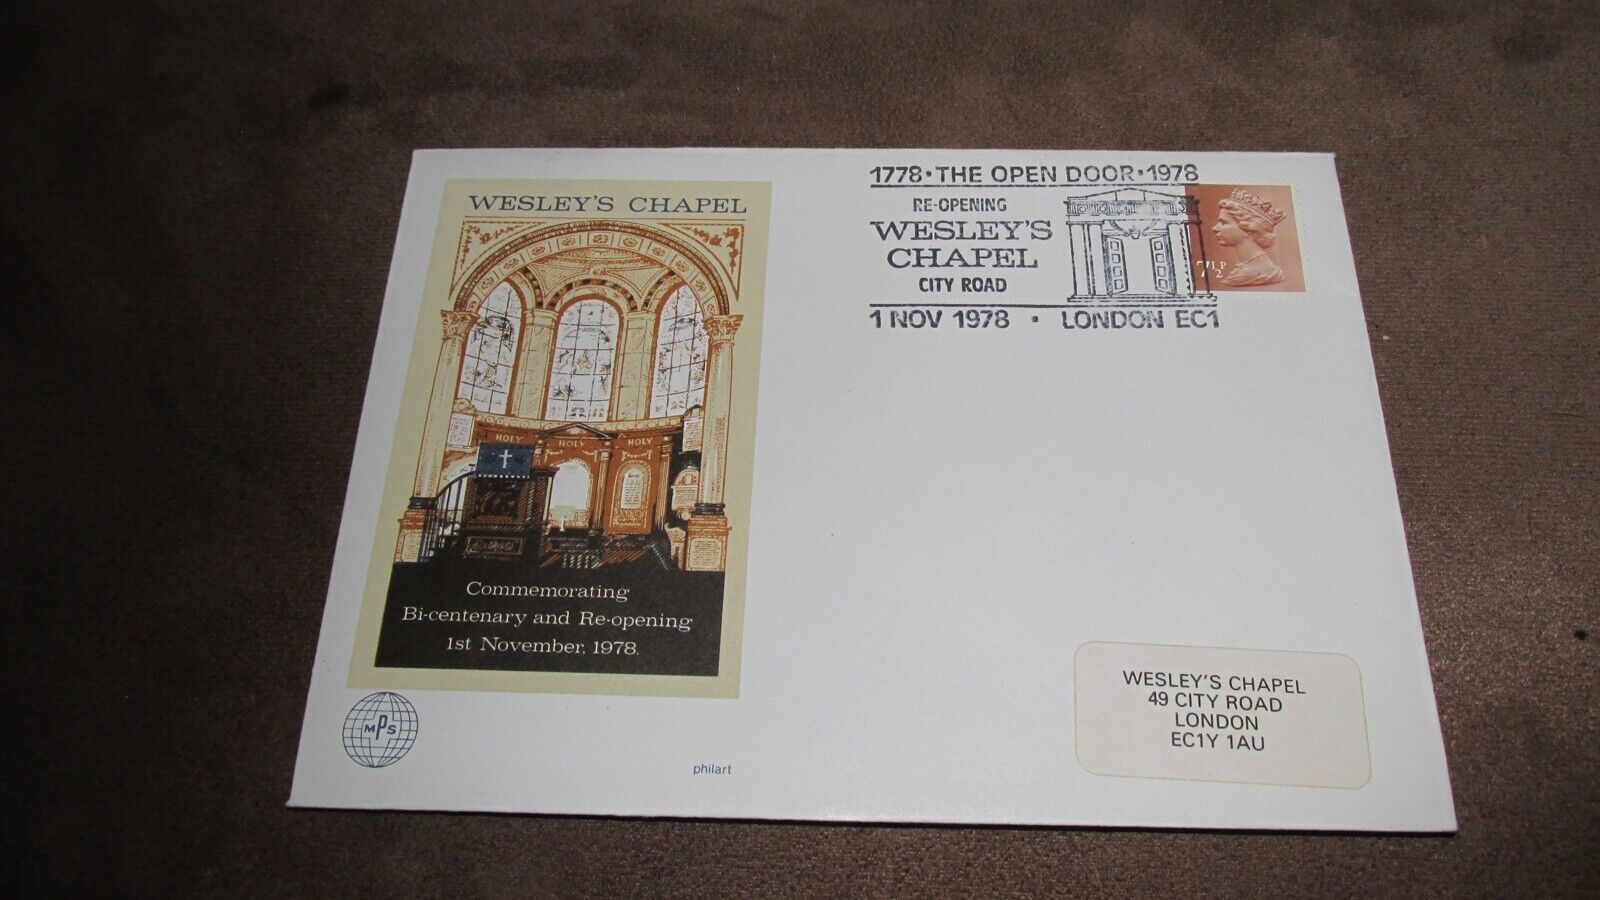 WESLEY'S CHAPEL
HOLY HOLY HOLY
Commemorating
Bi-centenary and Re-opening
1st November, 1978.
MPS
philart
1778 · THE OPEN DOOR · 1978
RE-OPENING
WESLEY'S
CHAPEL
CITY ROAD
1 NOV 1978 · LONDON EC1
7½P
WESLEY'S CHAPEL
49 CITY ROAD
LONDON
EC1Y 1AU